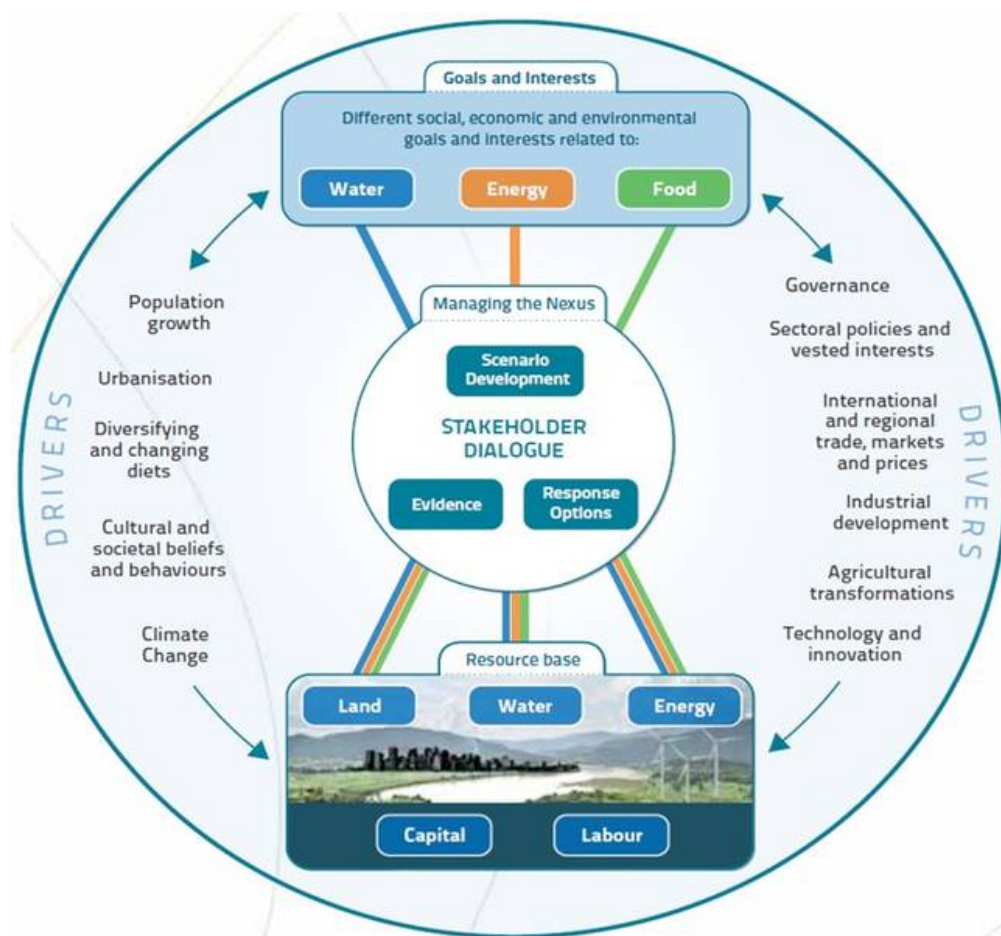 Goals and Interests
Different social, economic and environmental
goals and interests related to:
Water
Energy
Food
DRIVERS
Population
growth
Urbanisation
Diversifying
and changing
diets
Cultural and
societal beliefs
and behaviours
Climate
Change
Managing the Nexus
Scenario
Development
STAKEHOLDER
DIALOGUE
Evidence
Response
Options
Governance
Sectoral policies and
vested interests
International
and regional
trade, markets
and prices
Industrial
development
Agricultural
transformations
Technology and
innovation
DRIVERS
Resource base
Land
Water
Energy
Capital
Labour